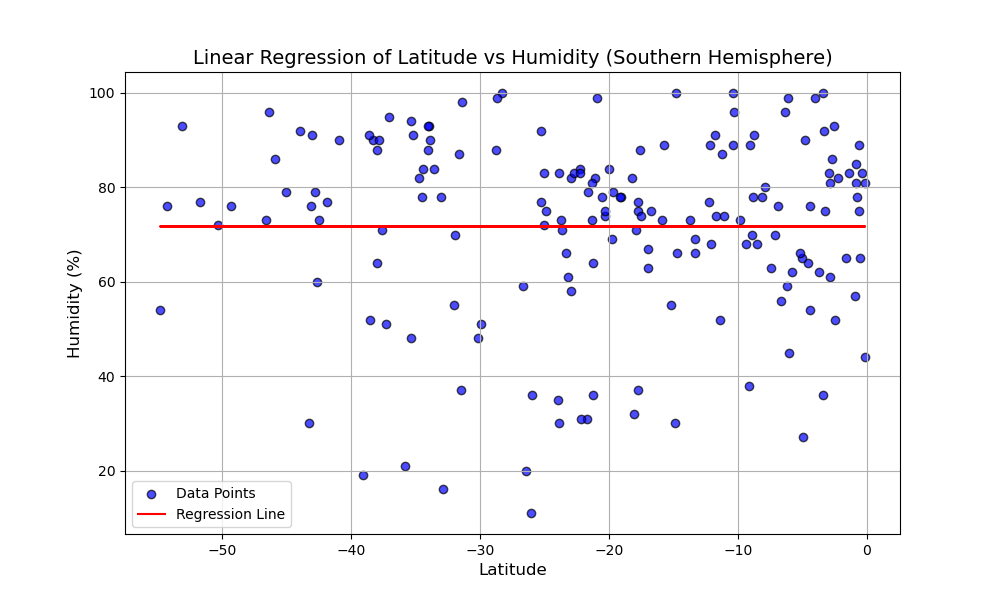 Linear Regression of Latitude vs Humidity (Southern Hemisphere)
Humidity (%)
100
80
60
40
20
Data Points
Regression Line
−50
−40
−30
−20
−10
0
Latitude